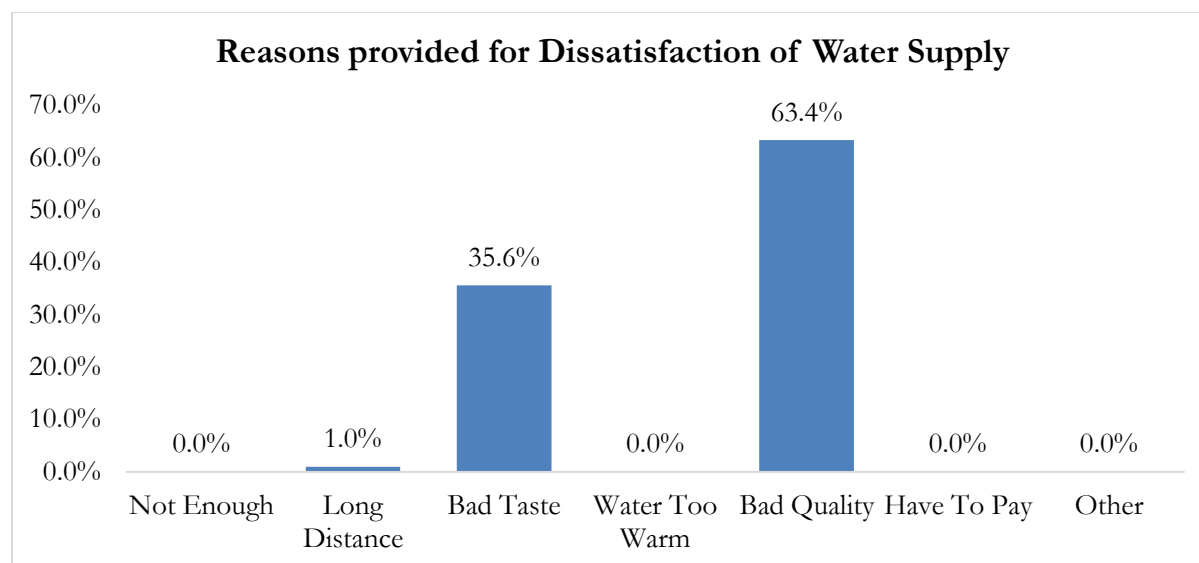 Reasons provided for Dissatisfaction of Water Supply
70.0%
60.0%
50.0%
40.0%
30.0%
20.0%
10.0%
0.0%
0.0%
1.0%
35.6%
0.0%
63.4%
0.0%
0.0%
Not Enough
Long
Distance
Bad Taste
Water Too
Warm
Bad Quality
Have To Pay
Other